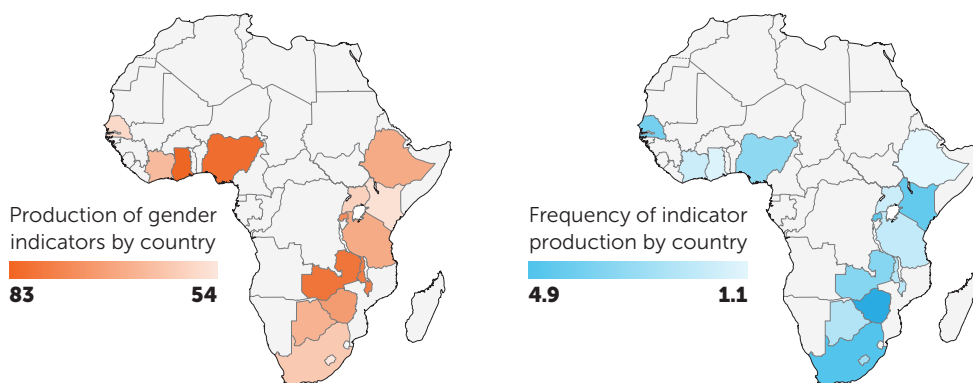 Production of gender
indicators by country
83 54
Frequency of indicator
production by country
4.9 1.1